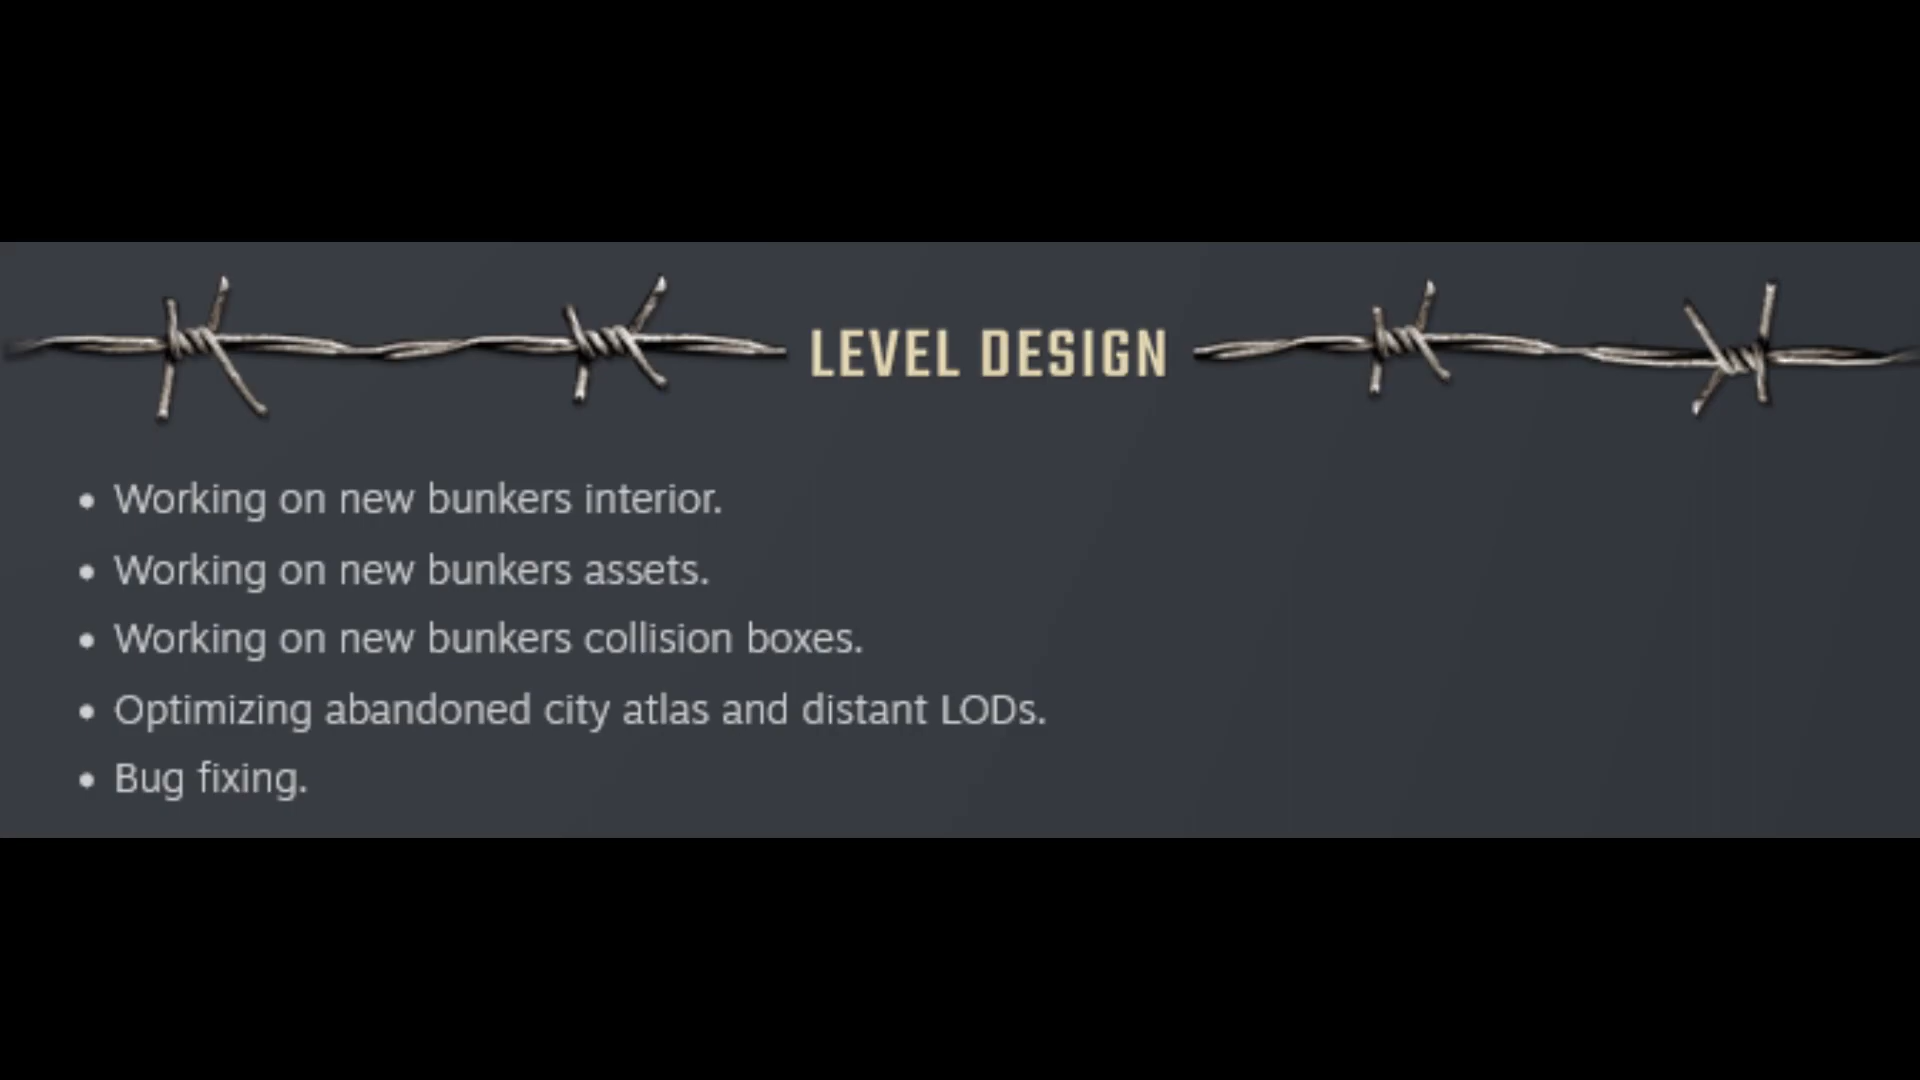 LEVEL DESIGN
• Working on new bunkers interior.
• Working on new bunkers assets.
• Working on new bunkers collision boxes.
• Optimizing abandoned city atlas and distant LODs.
• Bug fixing.